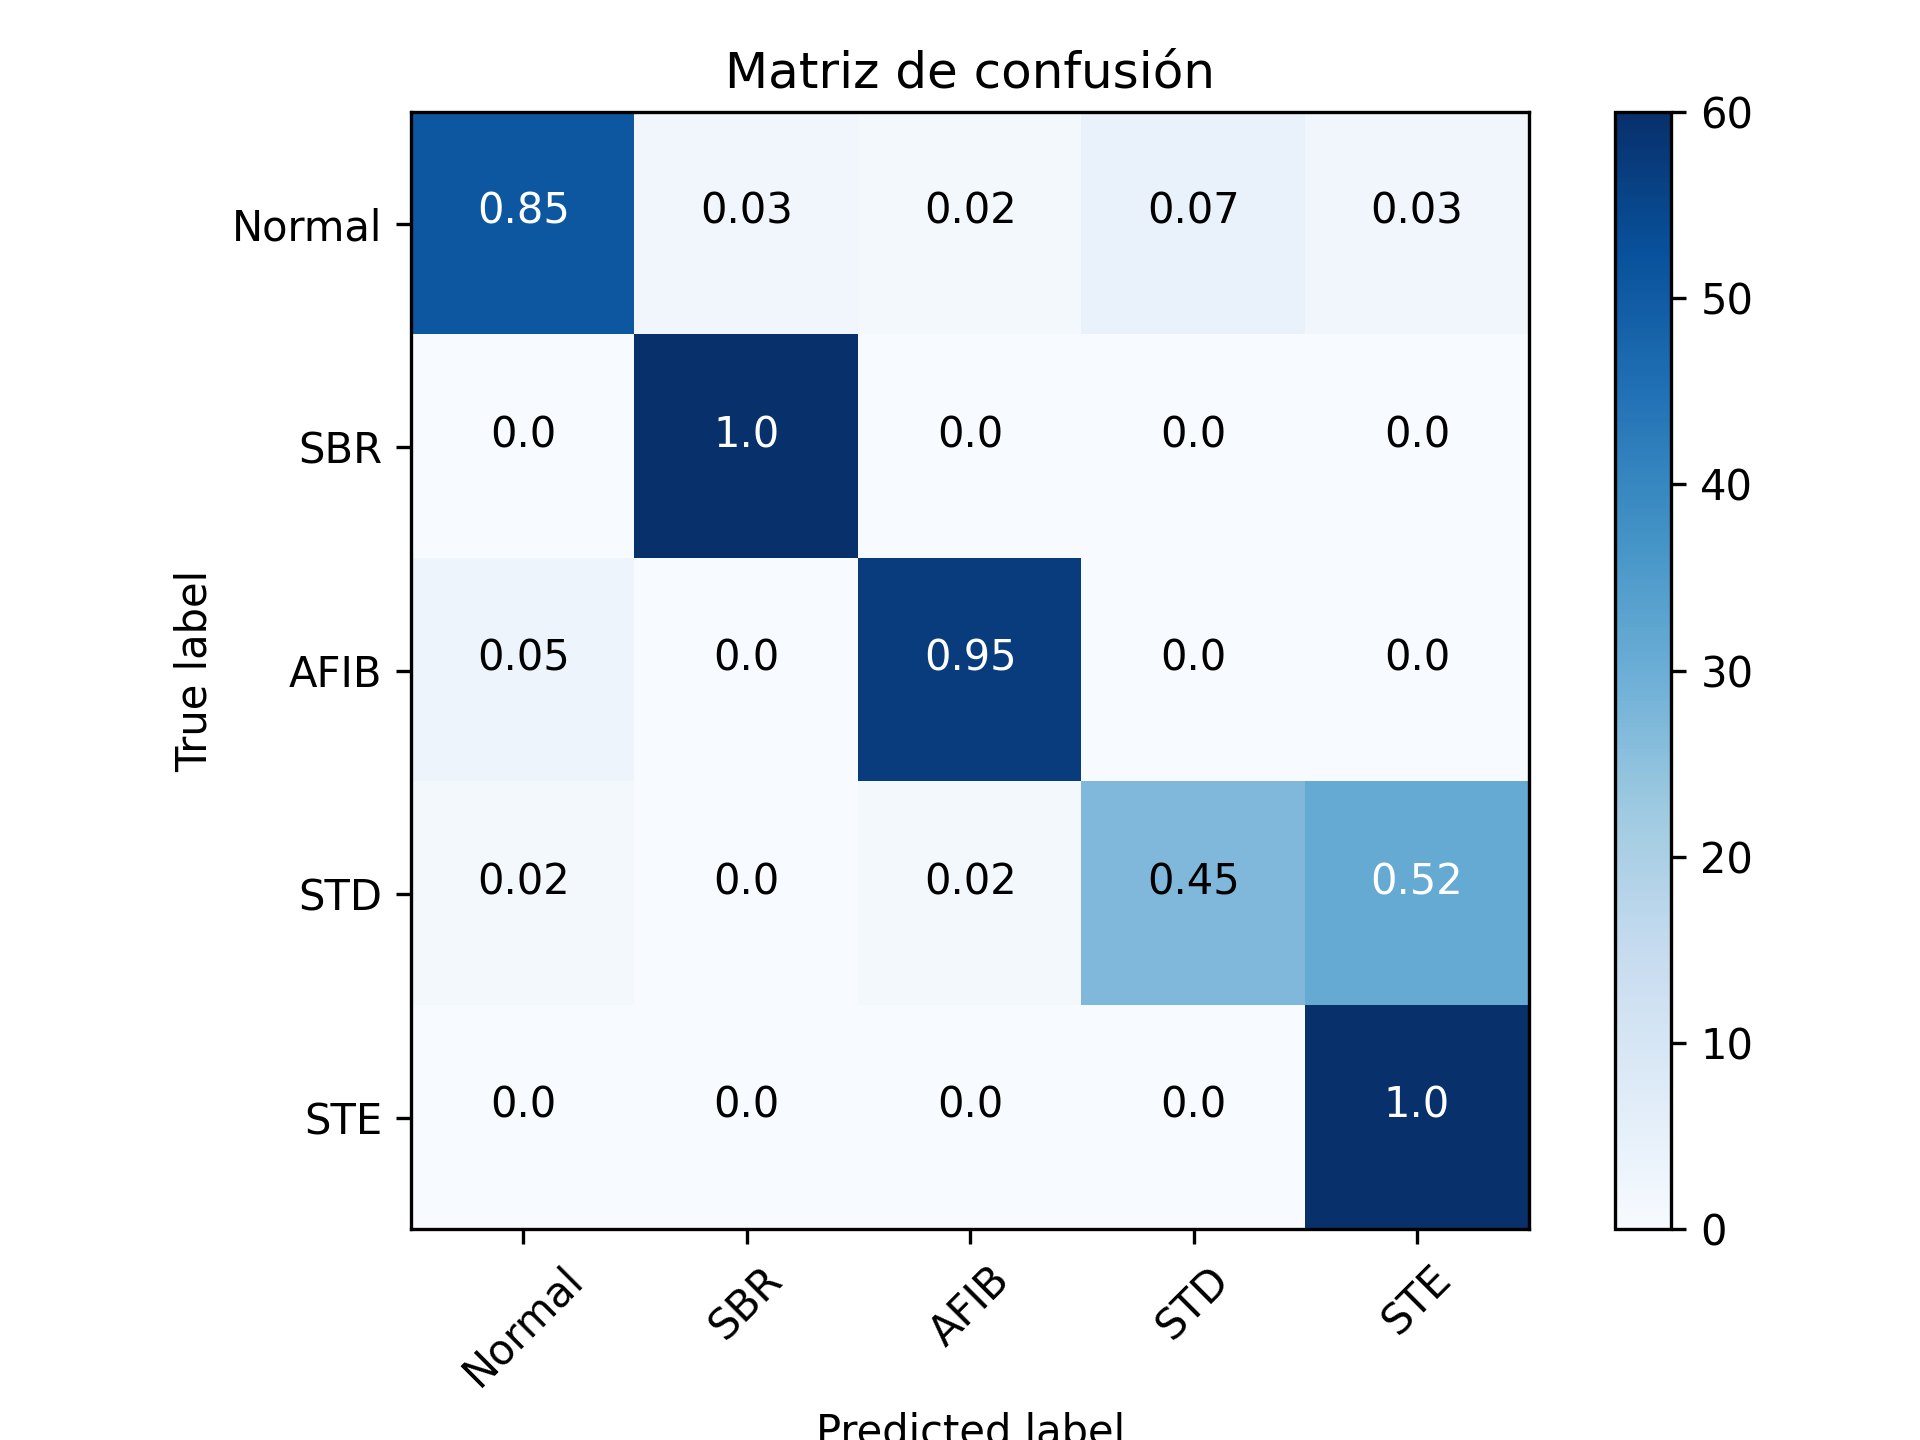 Matriz de confusión
True label
Normal 0.85 0.03 0.02 0.07 0.03
SBR 0.0 1.0 0.0 0.0 0.0
AFIB 0.05 0.0 0.95 0.0 0.0
STD 0.02 0.0 0.02 0.45 0.52
STE 0.0 0.0 0.0 0.0 1.0
Normal SBR AFIB STD STE
Predicted label
60
50
40
30
20
10
0